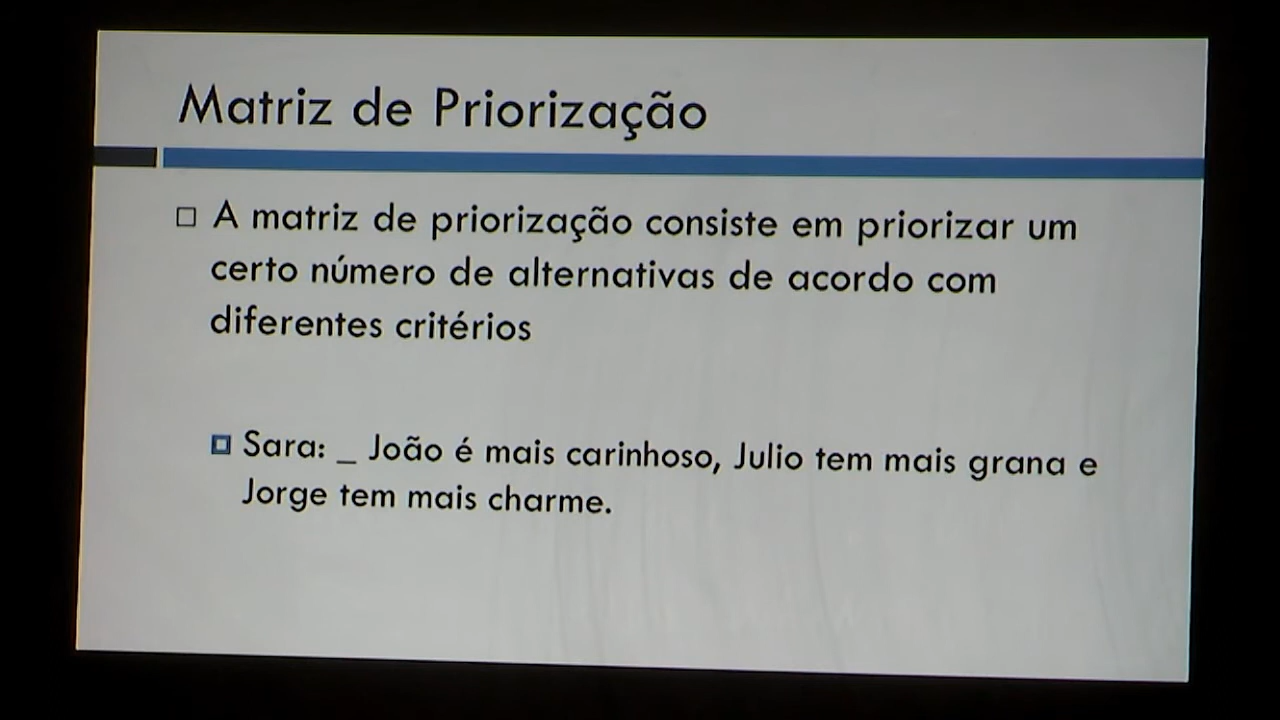 Matriz de Priorização
A matriz de priorização consiste em priorizar um
certo número de alternativas de acordo com
diferentes critérios
Sara: _ João é mais carinhoso, Julio tem mais grana e
Jorge tem mais charme.